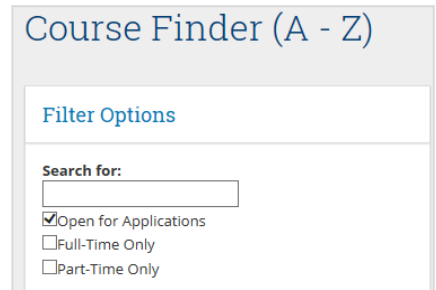 Course Finder (A - Z)
Filter Options
Search for:
Open for Applications
Full-Time Only
Part-Time Only